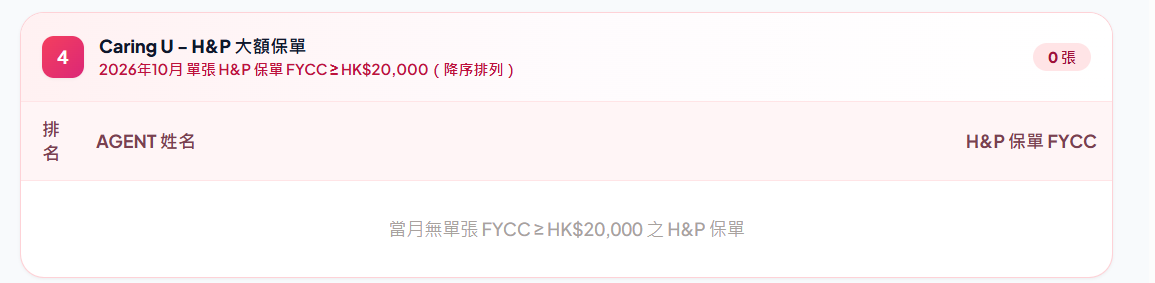 4
Caring U – H&P 大額保單
2026年10月 單張 H&P 保單 FYCC ≥ HK$20,000（降序排列）
0 張
排名
AGENT 姓名
H&P 保單 FYCC
當月無單張 FYCC ≥ HK$20,000 之 H&P 保單